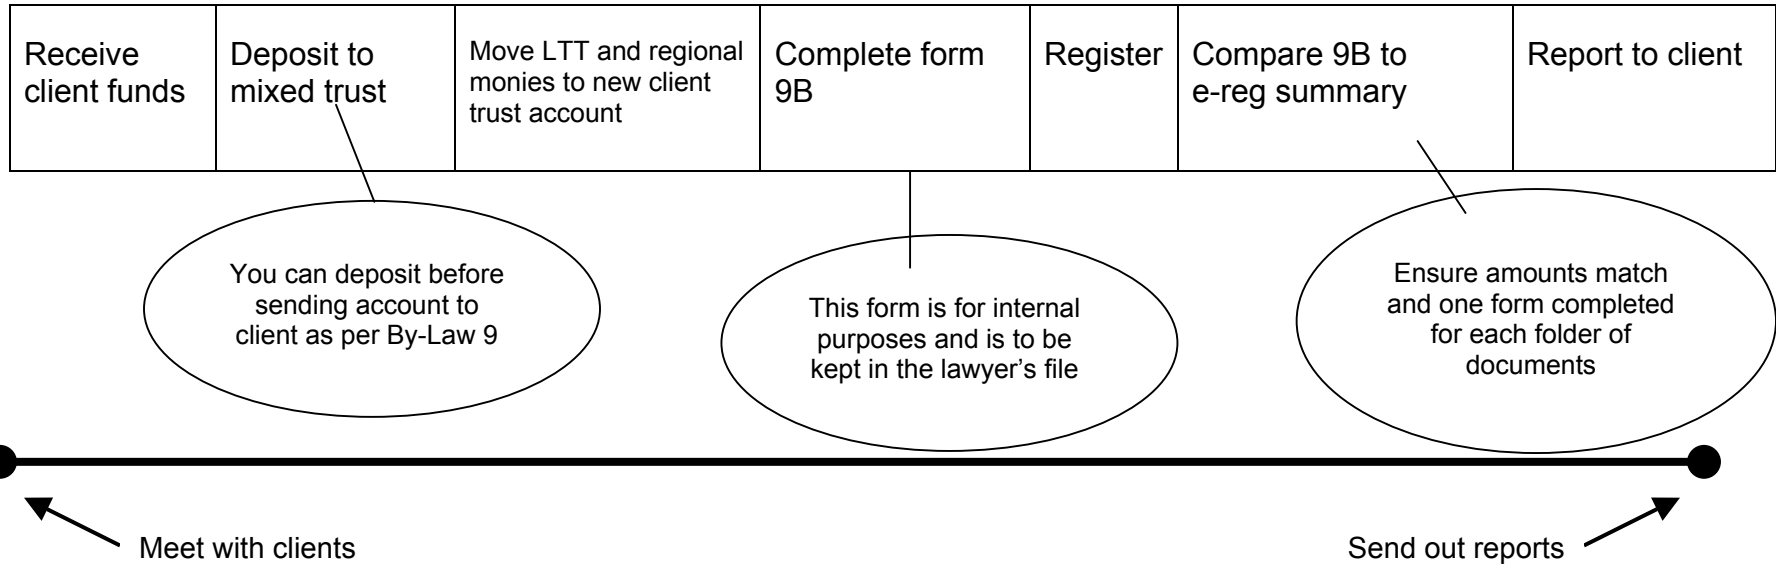 Receive
client funds
Deposit to
mixed trust
Move LTT and regional
monies to new client
trust account
Complete form
9B
Register
Compare 9B to
e-reg summary
Report to client
You can deposit before
sending account to
client as per By-Law 9
This form is for internal
purposes and is to be
kept in the lawyer’s file
Ensure amounts match
and one form completed
for each folder of
documents
Meet with clients
Send out reports